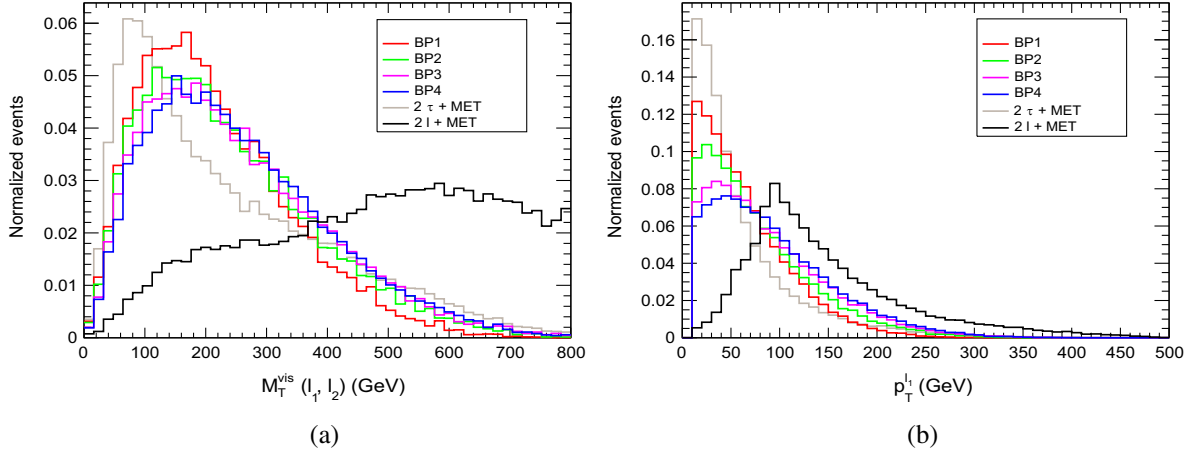 0.06
0.05
0.04
0.03
0.02
0.01
0
Normalized events
BP1
BP2
BP3
BP4
2 τ + MET
2 l + MET
0 100 200 300 400 500 600 700 800
M_T^vis (l_1, l_2) (GeV)
(a)
0.16
0.14
0.12
0.1
0.08
0.06
0.04
0.02
0
Normalized events
BP1
BP2
BP3
BP4
2 τ + MET
2 l + MET
0 50 100 150 200 250 300 350 400 450 500
p_T^l_1 (GeV)
(b)